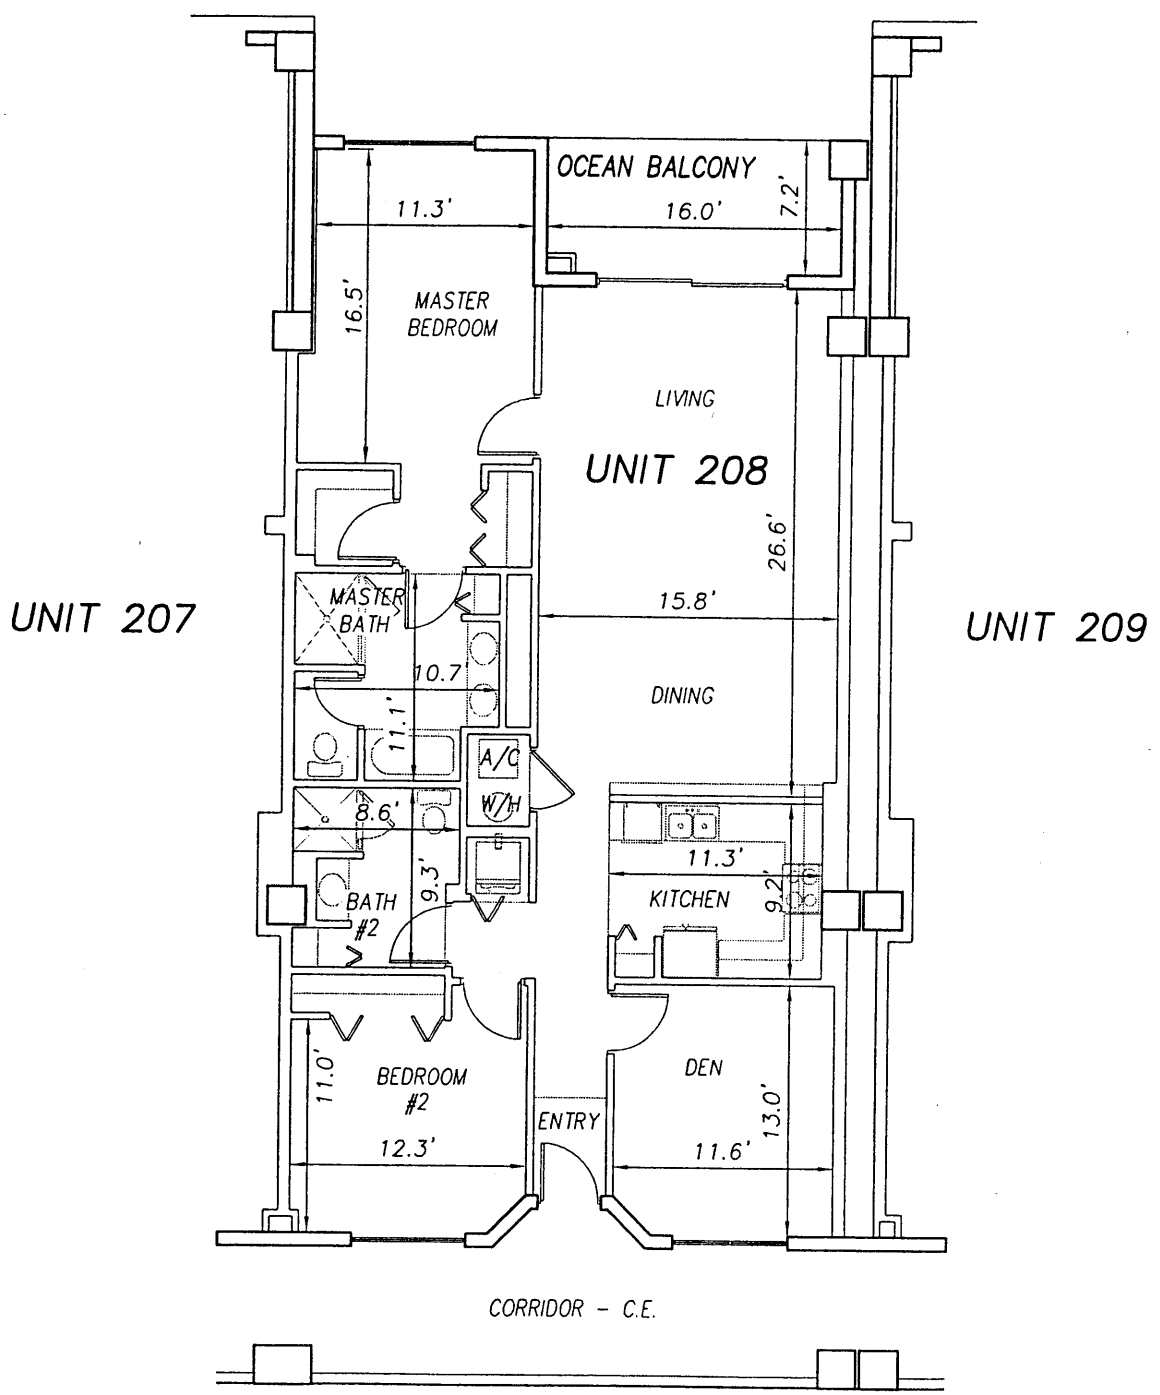 OCEAN BALCONY
7.2'
11.3'
16.0'
16.5'
MASTER
BEDROOM
LIVING
UNIT 208
26.6'
UNIT 207
MASTER
BATH
15.8'
UNIT 209
10.7'
11.1'
DINING
A/C
W/H
8.6'
9.3'
11.3'
9.2'
KITCHEN
BATH
#2
11.0'
BEDROOM
#2
DEN
13.0'
ENTRY
12.3'
11.6'
CORRIDOR - C.E.